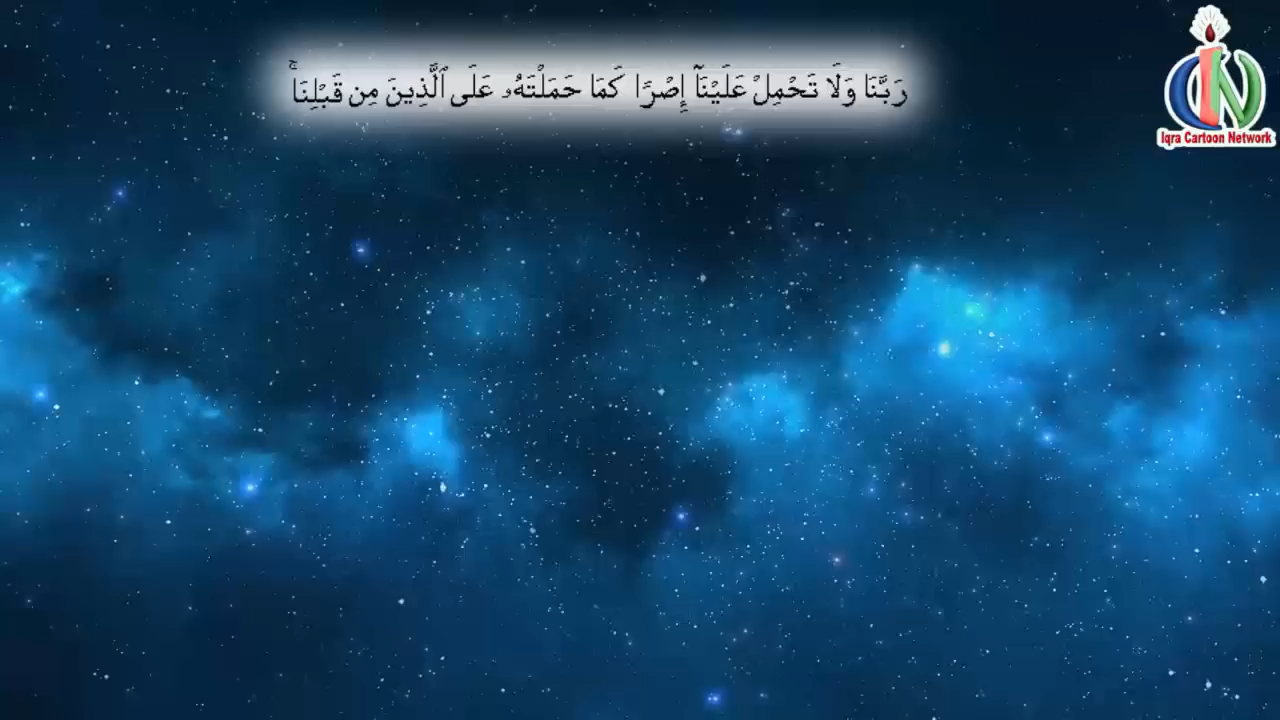 رَبَّنَا وَلَا تَحْمِلْ عَلَيْنَآ إِصْرًا كَمَا حَمَلْتَهُۥ عَلَى ٱلَّذِينَ مِن قَبْلِنَاۚ
Iqra Cartoon Network